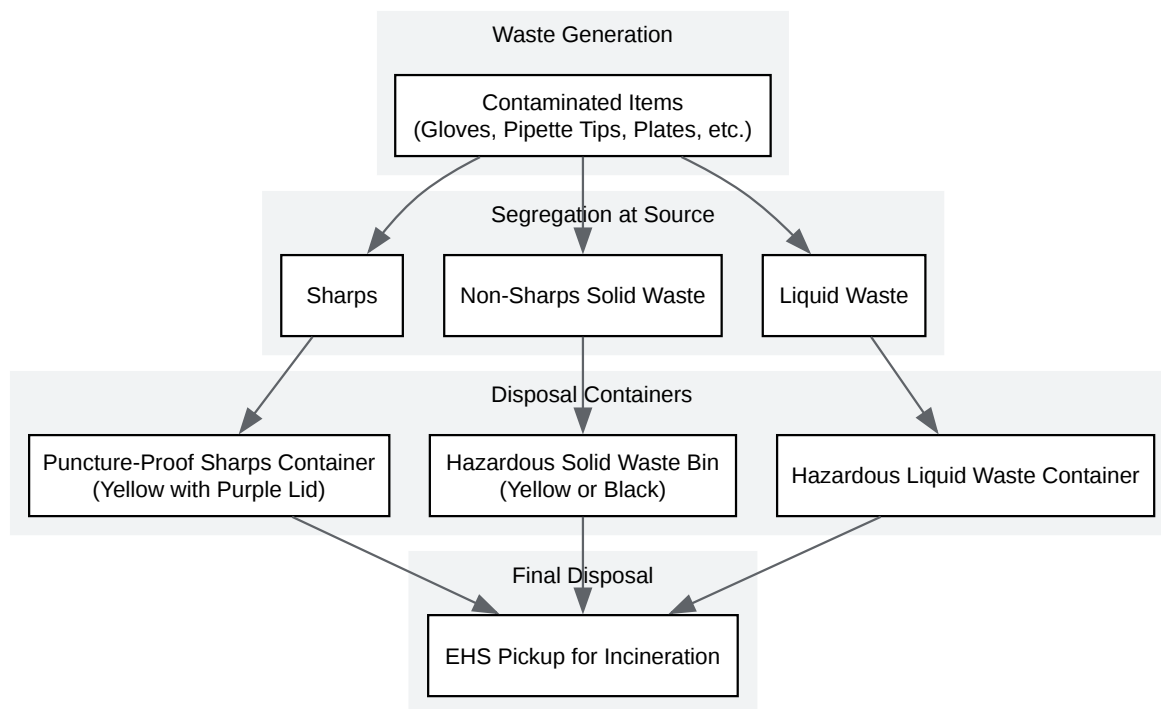 Waste Generation
Contaminated Items
(Gloves, Pipette Tips, Plates, etc.)
Segregation at Source
Sharps
Non-Sharps Solid Waste
Liquid Waste
Disposal Containers
Puncture-Proof Sharps Container
(Yellow with Purple Lid)
Hazardous Solid Waste Bin
(Yellow or Black)
Hazardous Liquid Waste Container
Final Disposal
EHS Pickup for Incineration